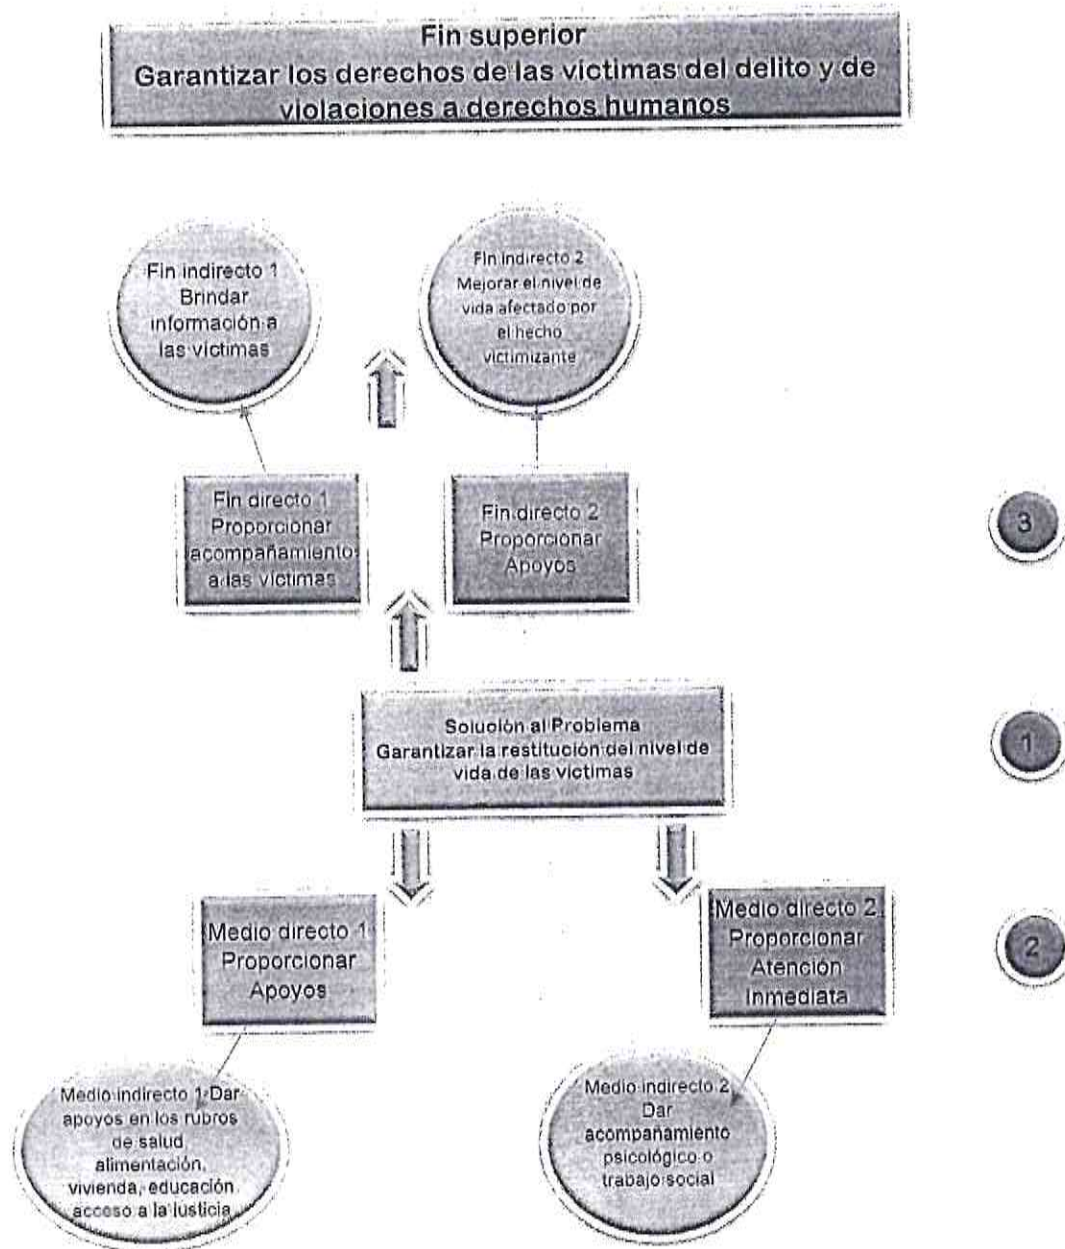 Fin superior
Garantizar los derechos de las víctimas del delito y de
violaciones a derechos humanos
Fin indirecto 1
Brindar
información a
las víctimas
Fin indirecto 2
Mejorar el nivel de
vida afectado por
el hecho
victimizante
Fin directo 1
Proporcionar
acompañamiento
a las víctimas
Fin directo 2
Proporcionar
Apoyos
3
Solución al Problema
Garantizar la restitución del nivel de
vida de las víctimas
1
Medio directo 1
Proporcionar
Apoyos
Medio directo 2
Proporcionar
Atención
Inmediata
2
Medio indirecto 1 Dar
apoyos en los rubros
de salud
alimentación,
vivienda, educación
acceso a la justicia
Medio indirecto 2
Dar
acompañamiento
psicológico o
trabajo social